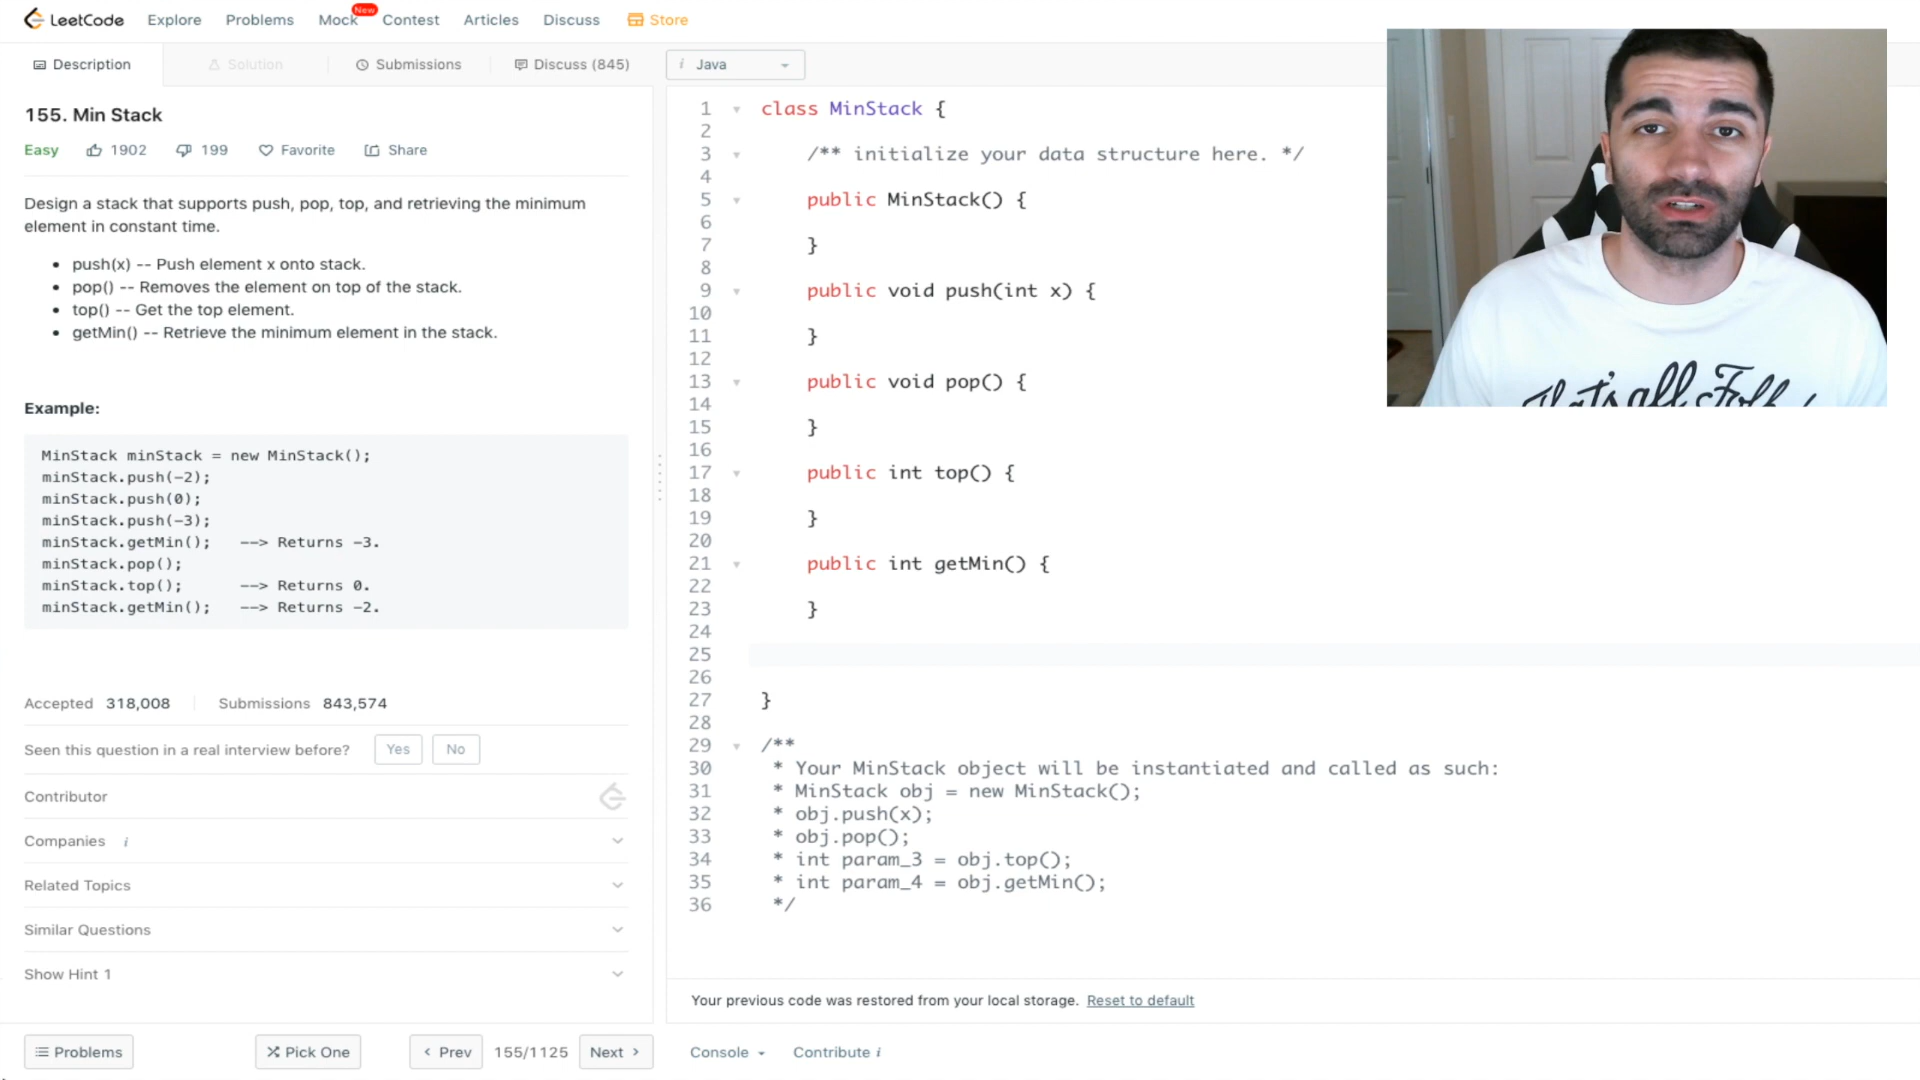 LeetCode Explore Problems Mock New Contest Articles Discuss Store
Description Solution Submissions Discuss (845) i Java
155. Min Stack
Easy 1902 199 Favorite Share
Design a stack that supports push, pop, top, and retrieving the minimum
element in constant time.
• push(x) -- Push element x onto stack.
• pop() -- Removes the element on top of the stack.
• top() -- Get the top element.
• getMin() -- Retrieve the minimum element in the stack.
Example:
MinStack minStack = new MinStack();
minStack.push(-2);
minStack.push(0);
minStack.push(-3);
minStack.getMin();   --> Returns -3.
minStack.pop();
minStack.top();      --> Returns 0.
minStack.getMin();   --> Returns -2.
Accepted 318,008 Submissions 843,574
Seen this question in a real interview before? Yes No
Contributor
Companies i
Related Topics
Similar Questions
Show Hint 1
Problems Pick One Prev 155/1125 Next
1 class MinStack {
2
3     /** initialize your data structure here. */
4
5     public MinStack() {
6
7     }
8
9     public void push(int x) {
10
11     }
12
13     public void pop() {
14
15     }
16
17     public int top() {
18
19     }
20
21     public int getMin() {
22
23     }
24
25
26
27 }
28
29 /**
30  * Your MinStack object will be instantiated and called as such:
31  * MinStack obj = new MinStack();
32  * obj.push(x);
33  * obj.pop();
34  * int param_3 = obj.top();
35  * int param_4 = obj.getMin();
36  */
Your previous code was restored from your local storage. Reset to default
Console Contribute i
That's all Folk